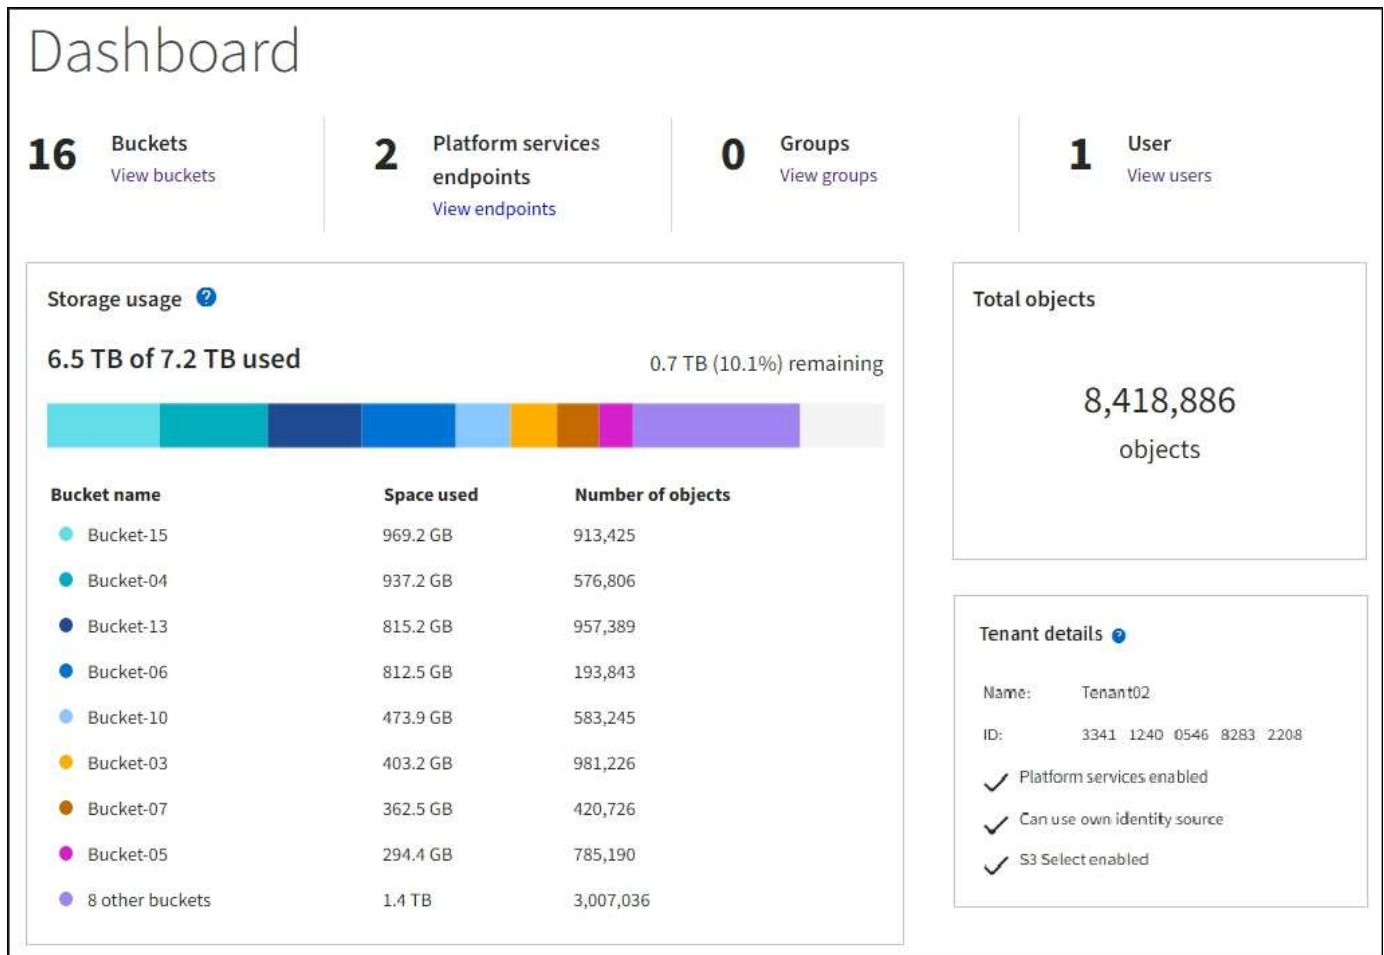 Dashboard
16 Buckets
View buckets
2 Platform services
endpoints
View endpoints
0 Groups
View groups
1 User
View users
Storage usage ?
6.5 TB of 7.2 TB used
0.7 TB (10.1%) remaining
Bucket name Space used Number of objects
Bucket-15 969.2 GB 913,425
Bucket-04 937.2 GB 576,806
Bucket-13 815.2 GB 957,389
Bucket-06 812.5 GB 193,843
Bucket-10 473.9 GB 583,245
Bucket-03 403.2 GB 981,226
Bucket-07 362.5 GB 420,726
Bucket-05 294.4 GB 785,190
8 other buckets 1.4 TB 3,007,036
Total objects
8,418,886
objects
Tenant details ?
Name: Tenant02
ID: 3341 1240 0546 8283 2208
Platform services enabled
Can use own identity source
S3 Select enabled